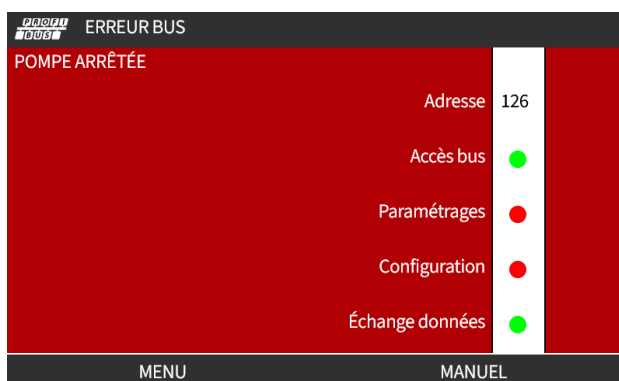 PROFI
BUS
ERREUR BUS
POMPE ARRÊTÉE
Adresse 126
Accès bus
Paramétrages
Configuration
Échange données
MENU MANUEL